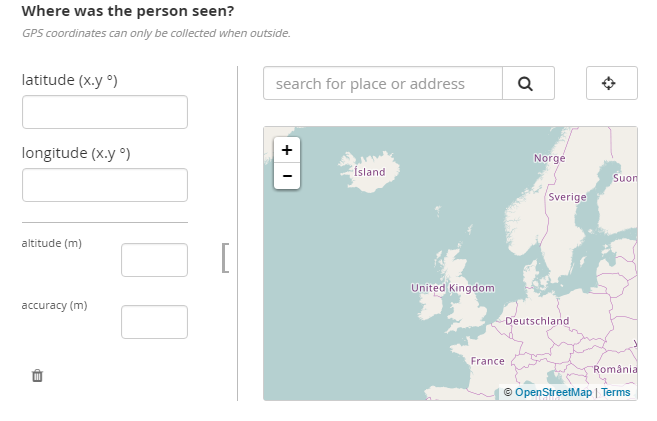 Where was the person seen?
GPS coordinates can only be collected when outside.
latitude (x.y °)
longitude (x.y °)
altitude (m)
accuracy (m)
search for place or address
+
−
Ísland
Norge
Suon
Sverige
United Kingdom
Deutschland
France
România
© OpenStreetMap | Terms